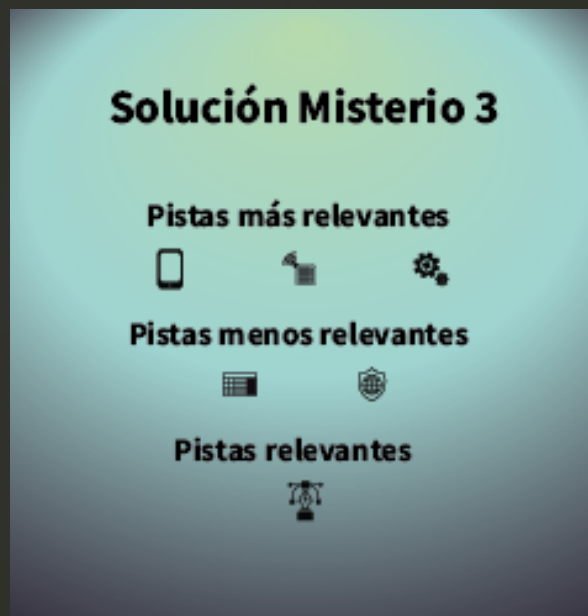 Solución Misterio 3
Pistas más relevantes
Pistas menos relevantes
Pistas relevantes